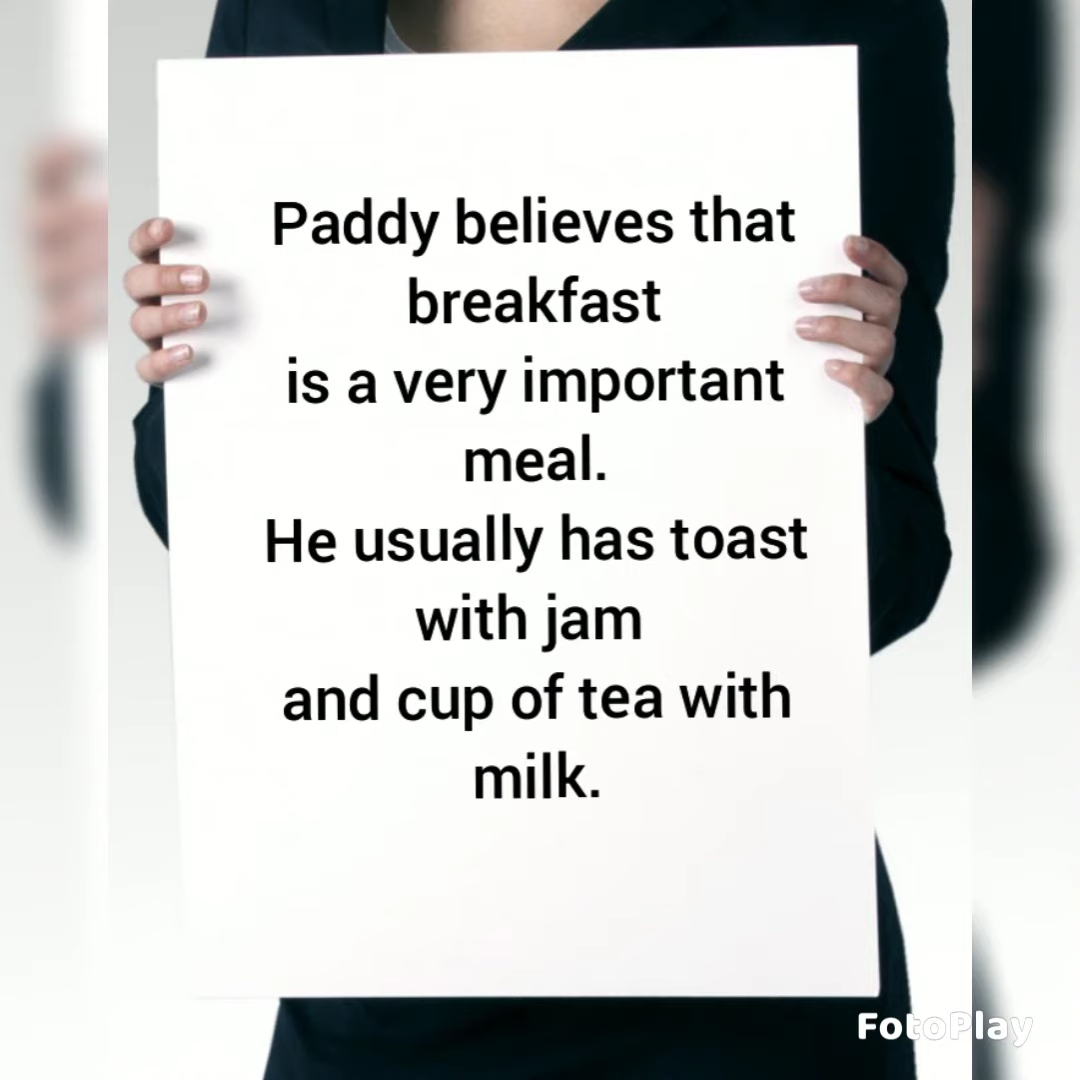 Paddy believes that
breakfast
is a very important
meal.
He usually has toast
with jam
and cup of tea with
milk.
FotoPlay